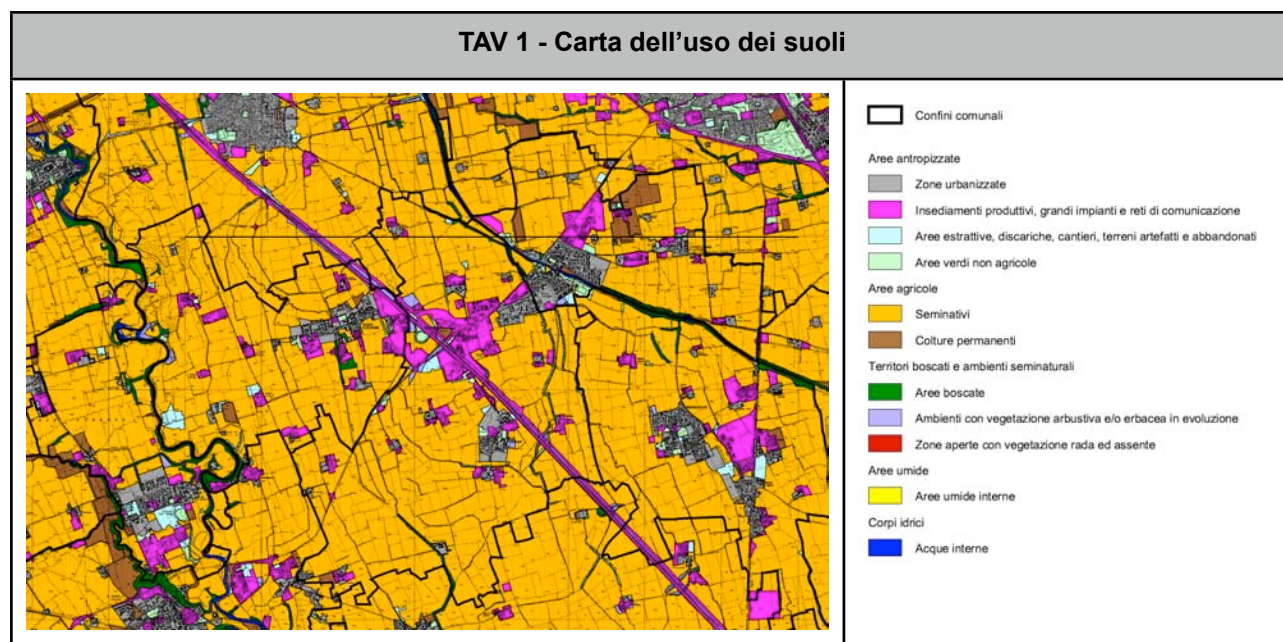 TAV 1 - Carta dell’uso dei suoli
Confini comunali
Aree antropizzate
Zone urbanizzate
Insediamenti produttivi, grandi impianti e reti di comunicazione
Aree estrattive, discariche, cantieri, terreni artefatti e abbandonati
Aree verdi non agricole
Aree agricole
Seminativi
Colture permanenti
Territori boscati e ambienti seminaturali
Aree boscate
Ambienti con vegetazione arbustiva e/o erbacea in evoluzione
Zone aperte con vegetazione rada ed assente
Aree umide
Aree umide interne
Corpi idrici
Acque interne